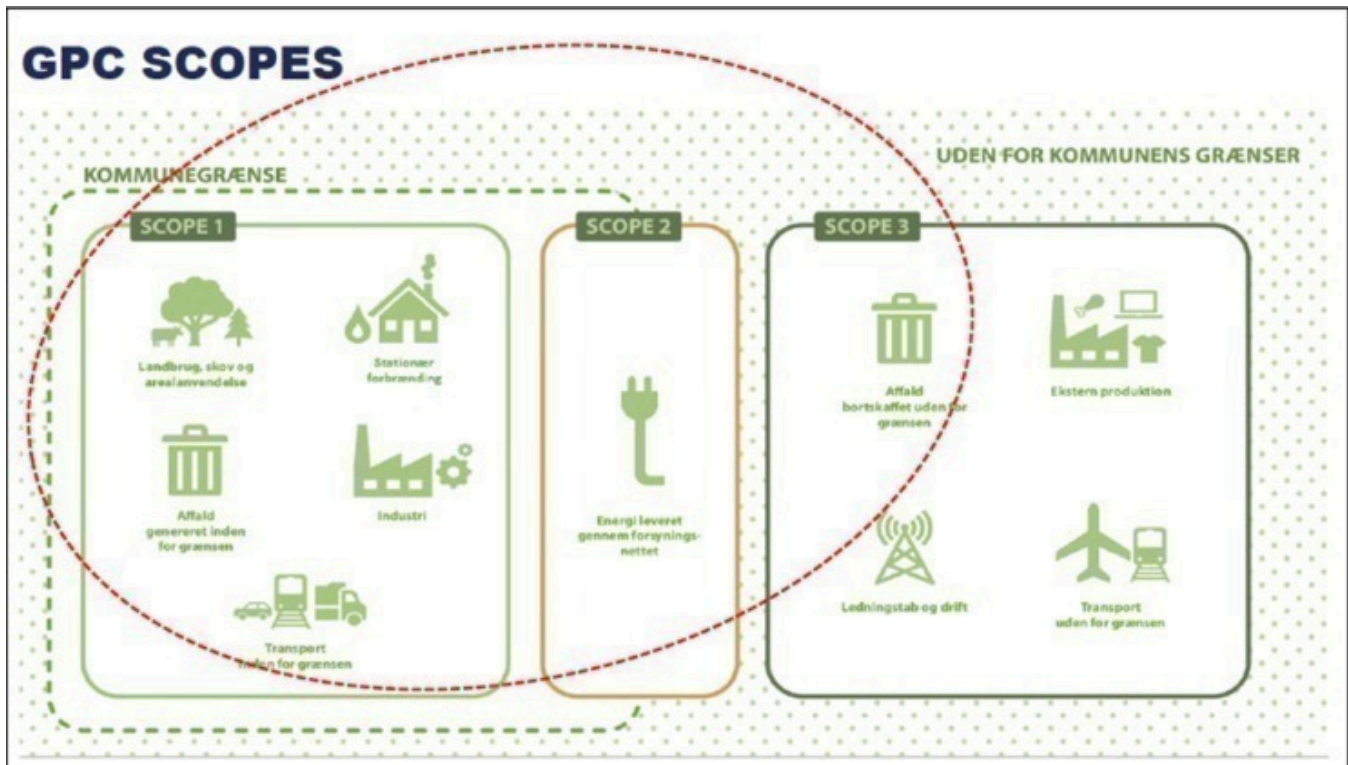 GPC SCOPES
KOMMUNEGRÆNSE
UDEN FOR KOMMUNENS GRÆNSER
SCOPE 1
Landbrug, skov og
arealanvendelse
Stationær
forbrænding
Affald
genereret inden
for grænsen
Industri
Transport
inden for grænsen
SCOPE 2
Energi leveret
gennem forsynings-
nettet
SCOPE 3
Affald
bortskaffet uden for
grænsen
Ekstern produktion
Ledningstab og drift
Transport
uden for grænsen